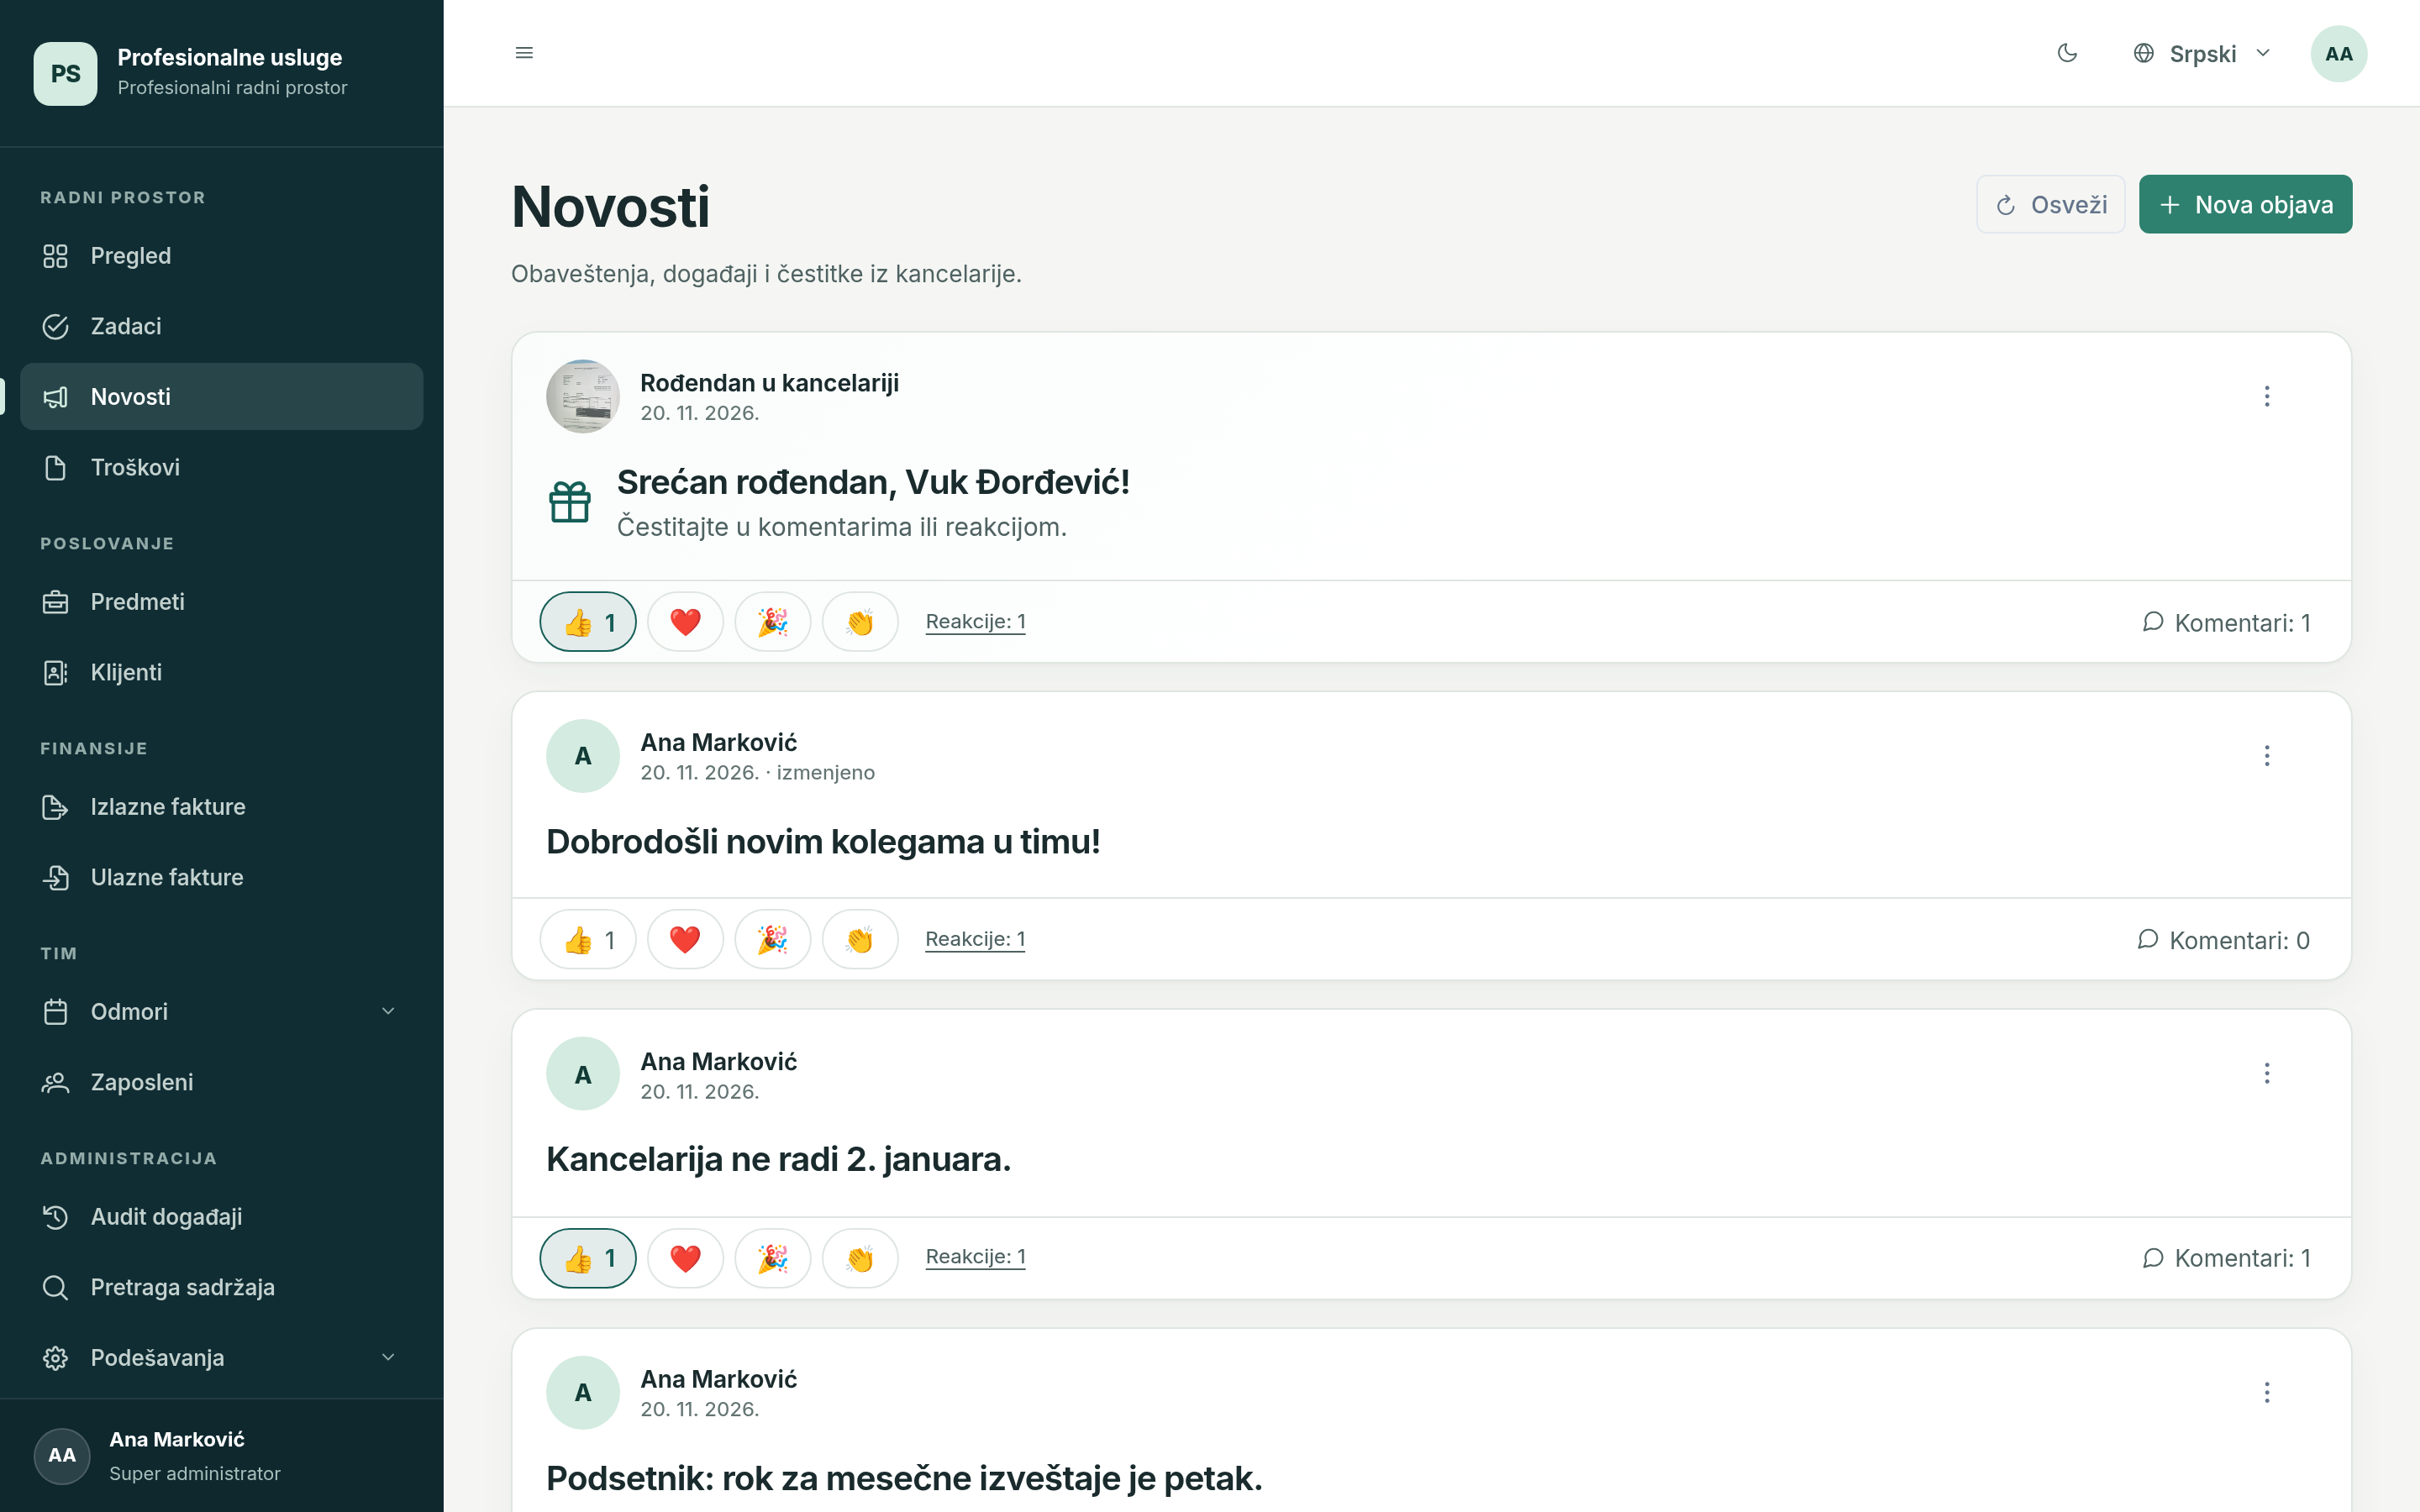 PS
Profesionalne usluge
Profesionalni radni prostor
RADNI PROSTOR
Pregled
Zadaci
Novosti
Troškovi
POSLOVANJE
Predmeti
Klijenti
FINANSIJE
Izlazne fakture
Ulazne fakture
TIM
Odmori
Zaposleni
ADMINISTRACIJA
Audit događaji
Pretraga sadržaja
Podešavanja
AA
Ana Marković
Super administrator
Srpski
AA
Novosti
Osveži
Nova objava
Obaveštenja, događaji i čestitke iz kancelarije.
Rođendan u kancelariji
20. 11. 2026.
Srećan rođendan, Vuk Đorđević!
Čestitajte u komentarima ili reakcijom.
👍 1 ❤️ 🎉 👏 Reakcije: 1 Komentari: 1
A
Ana Marković
20. 11. 2026. · izmenjeno
Dobrodošli novim kolegama u timu!
👍 1 ❤️ 🎉 👏 Reakcije: 1 Komentari: 0
A
Ana Marković
20. 11. 2026.
Kancelarija ne radi 2. januara.
👍 1 ❤️ 🎉 👏 Reakcije: 1 Komentari: 1
A
Ana Marković
20. 11. 2026.
Podsetnik: rok za mesečne izveštaje je petak.